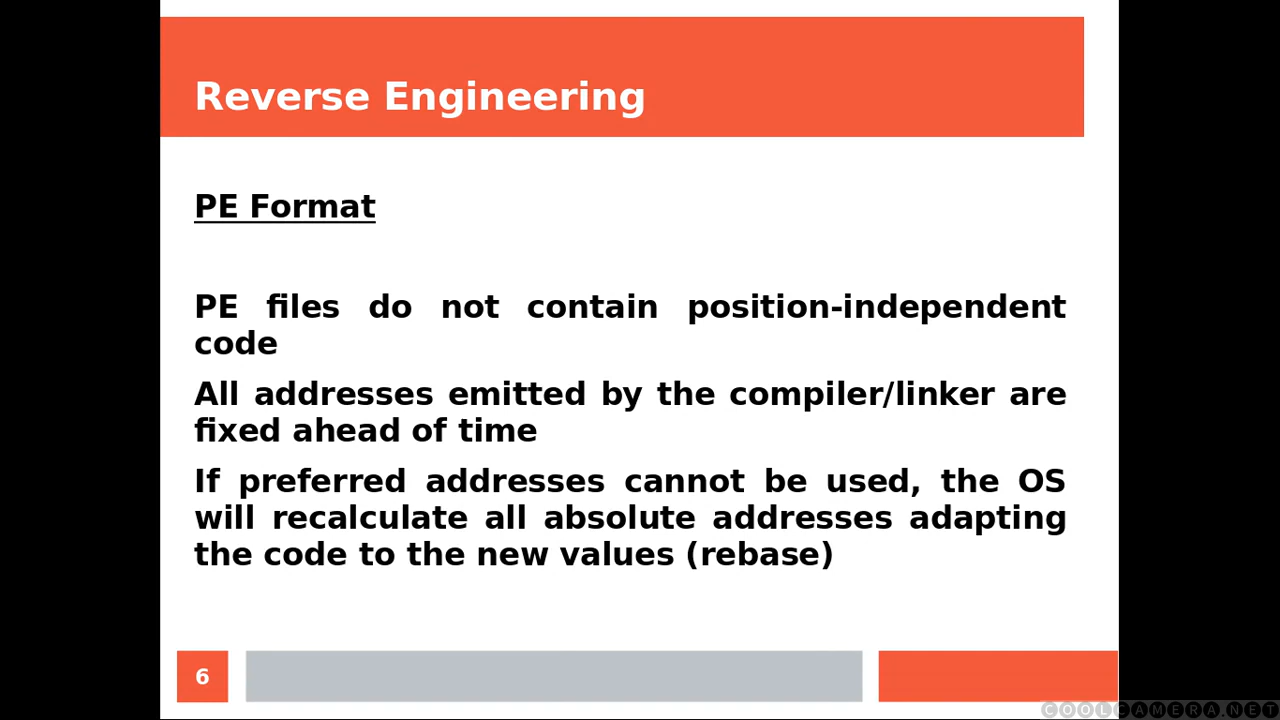 Reverse Engineering
PE Format
PE files do not contain position-independent
code
All addresses emitted by the compiler/linker are
fixed ahead of time
If preferred addresses cannot be used, the OS
will recalculate all absolute addresses adapting
the code to the new values (rebase)
6
COOLCAMERA.NET